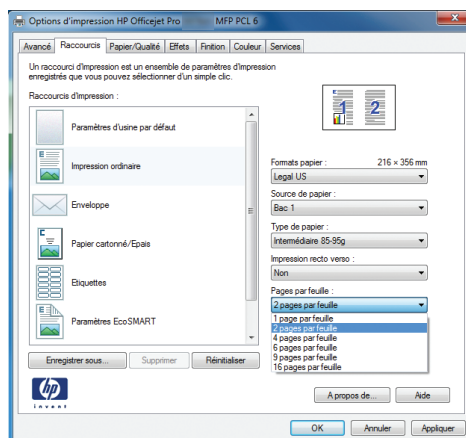 Options d'impression HP Officejet Pro MFP PCL 6
Avancé Raccourcis Papier/Qualité Effets Finition Couleur Services
Un raccourci d'impression est un ensemble de paramètres d'impression
enregistrés que vous pouvez sélectionner d'un simple clic.
Raccourcis d'impression :
Paramètres d'usine par défaut
Impression ordinaire
Enveloppe
Papier cartonné/Epais
Etiquettes
Paramètres EcoSMART
Enregistrer sous... Supprimer Réinitialiser
1 2
Formats papier : 216 × 356 mm
Legal US
Source de papier :
Bac 1
Type de papier :
Intermédiaire 85-95g
Impression recto verso :
Non
Pages par feuille :
2 pages par feuille
1 page par feuille
2 pages par feuille
4 pages par feuille
6 pages par feuille
9 pages par feuille
16 pages par feuille
hp
invent
A propos de... Aide
OK Annuler Appliquer